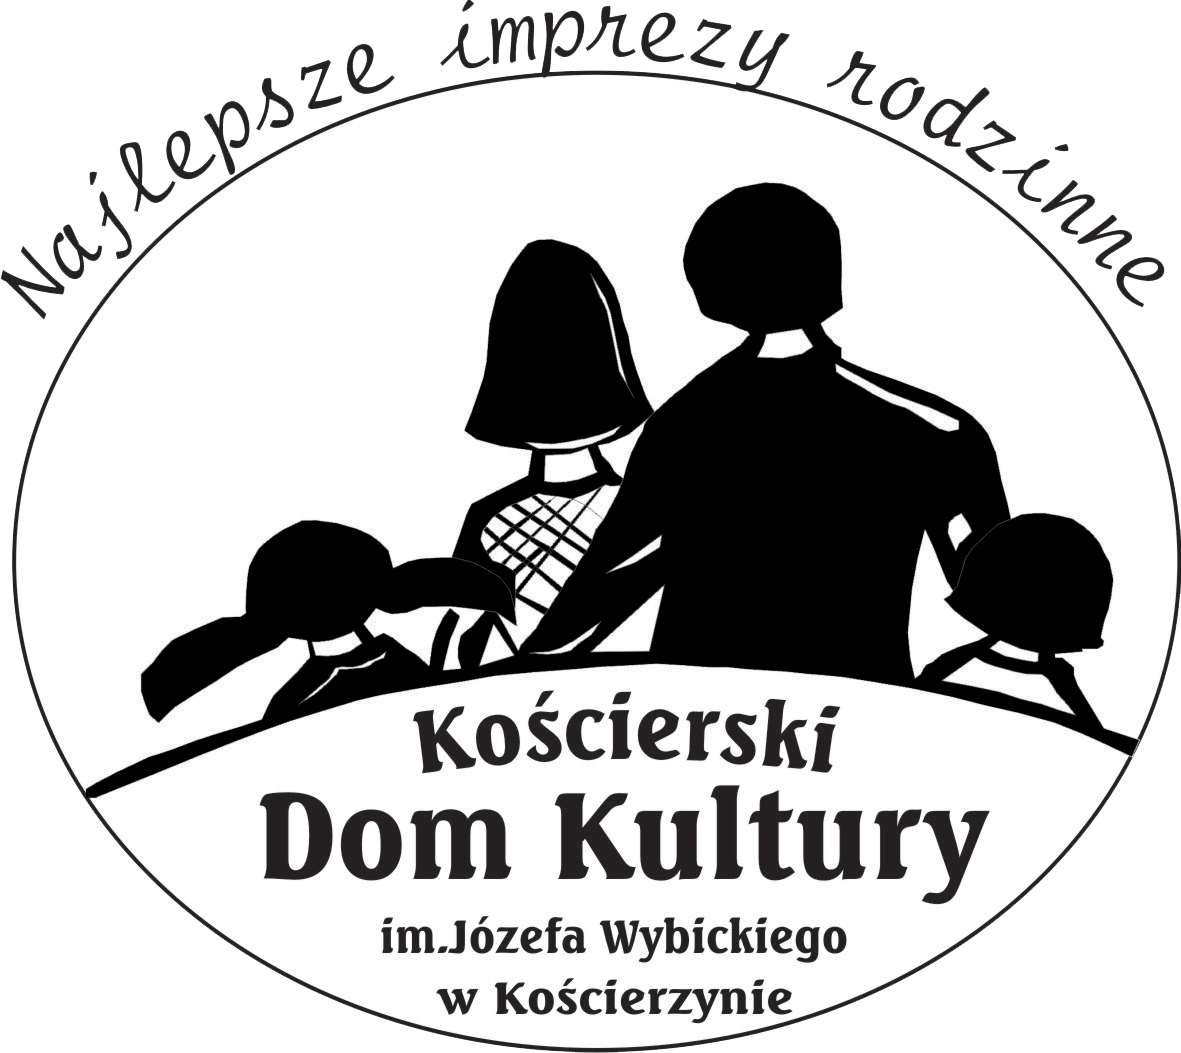 Najlepsze imprezy rodzinne
Kościerski
Dom Kultury
im.Józefa Wybickiego
w Kościerzynie